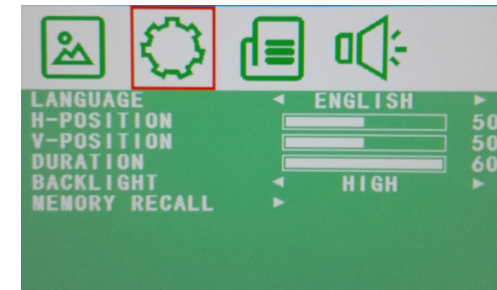 LANGUAGE ENGLISH
H-POSITION 50
V-POSITION 50
DURATION 60
BACKLIGHT HIGH
MEMORY RECALL